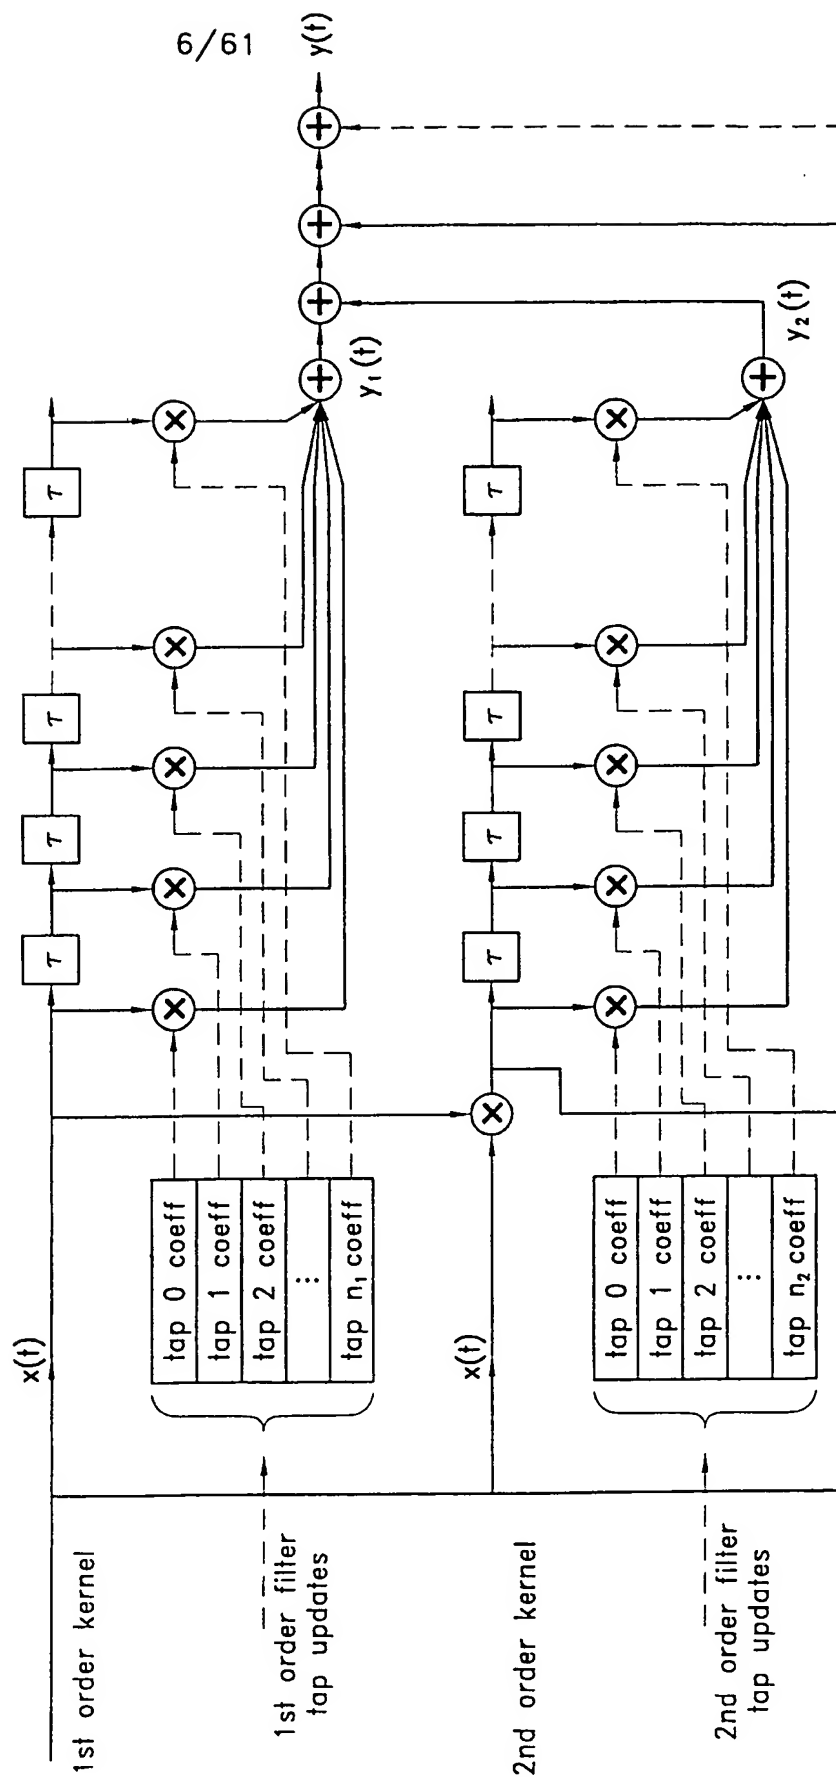 6/61
1st order kernel
x(t)
τ
τ
τ
τ
1st order filter
tap updates
tap 0 coeff
tap 1 coeff
tap 2 coeff
...
tap n₁ coeff
×
×
×
×
×
+
+
+
+
y₁(t)
y(t)
2nd order kernel
x(t)
×
τ
τ
τ
τ
2nd order filter
tap updates
tap 0 coeff
tap 1 coeff
tap 2 coeff
...
tap n₂ coeff
×
×
×
×
×
+
y₂(t)